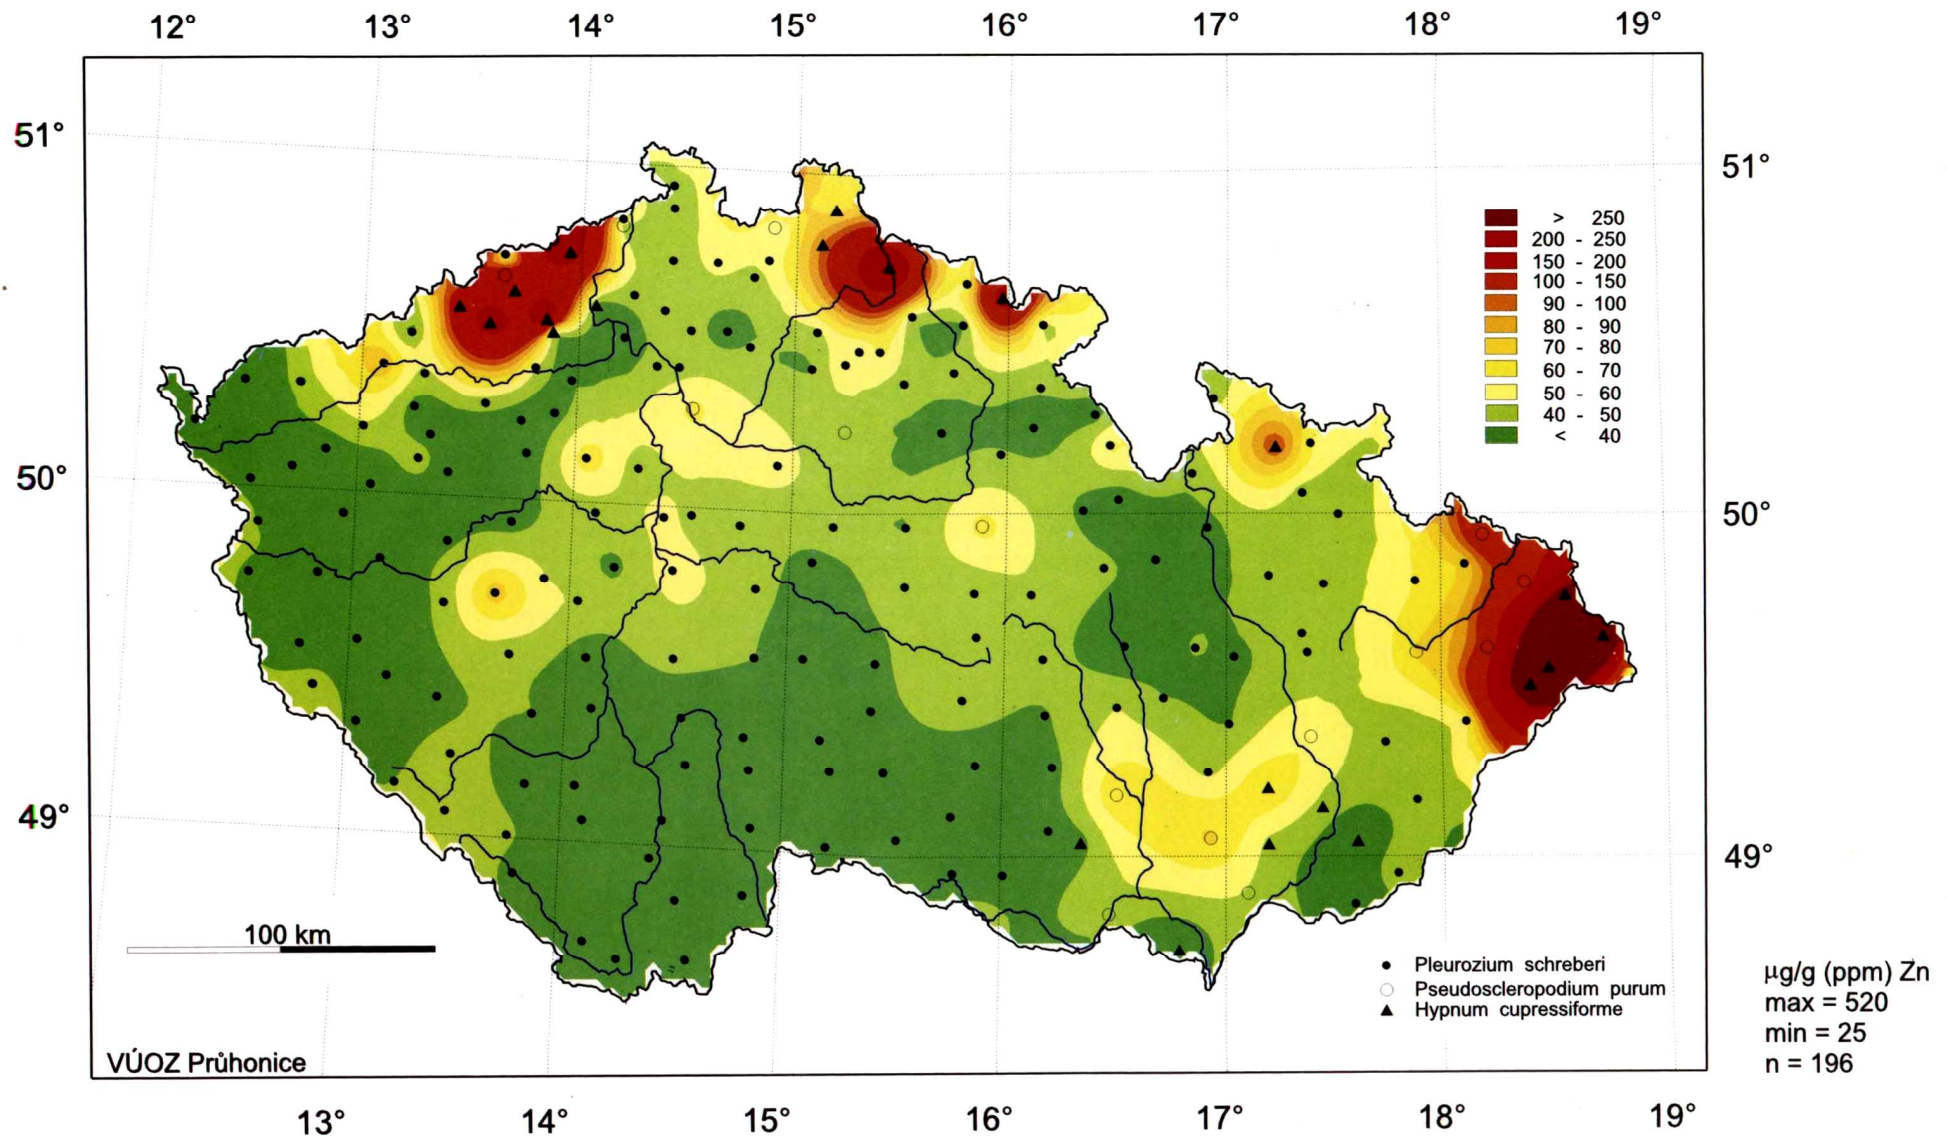 12° 13° 14° 15° 16° 17° 18° 19°
51° 51°
> 250
200 - 250
150 - 200
100 - 150
90 - 100
80 - 90
70 - 80
60 - 70
50 - 60
40 - 50
< 40
50° 50°
49° 49°
100 km
Pleurozium schreberi
Pseudoscleropodium purum
Hypnum cupressiforme
µg/g (ppm) Zn
max = 520
min = 25
n = 196
VÚOZ Průhonice
13° 14° 15° 16° 17° 18° 19°